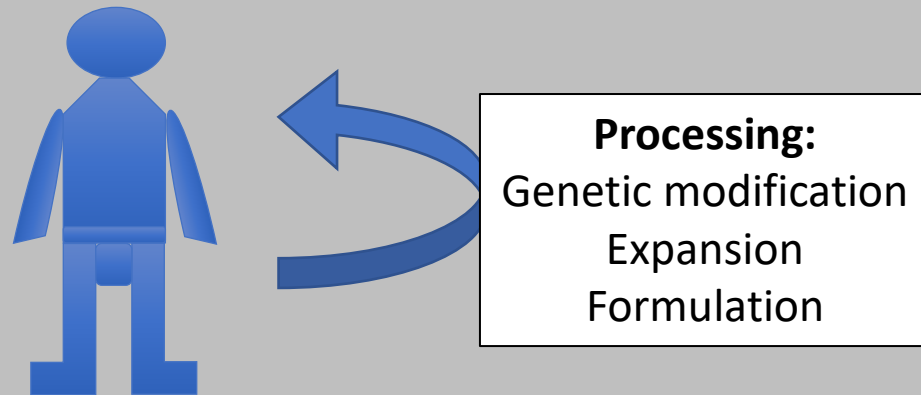 Processing:
Genetic modification
Expansion
Formulation